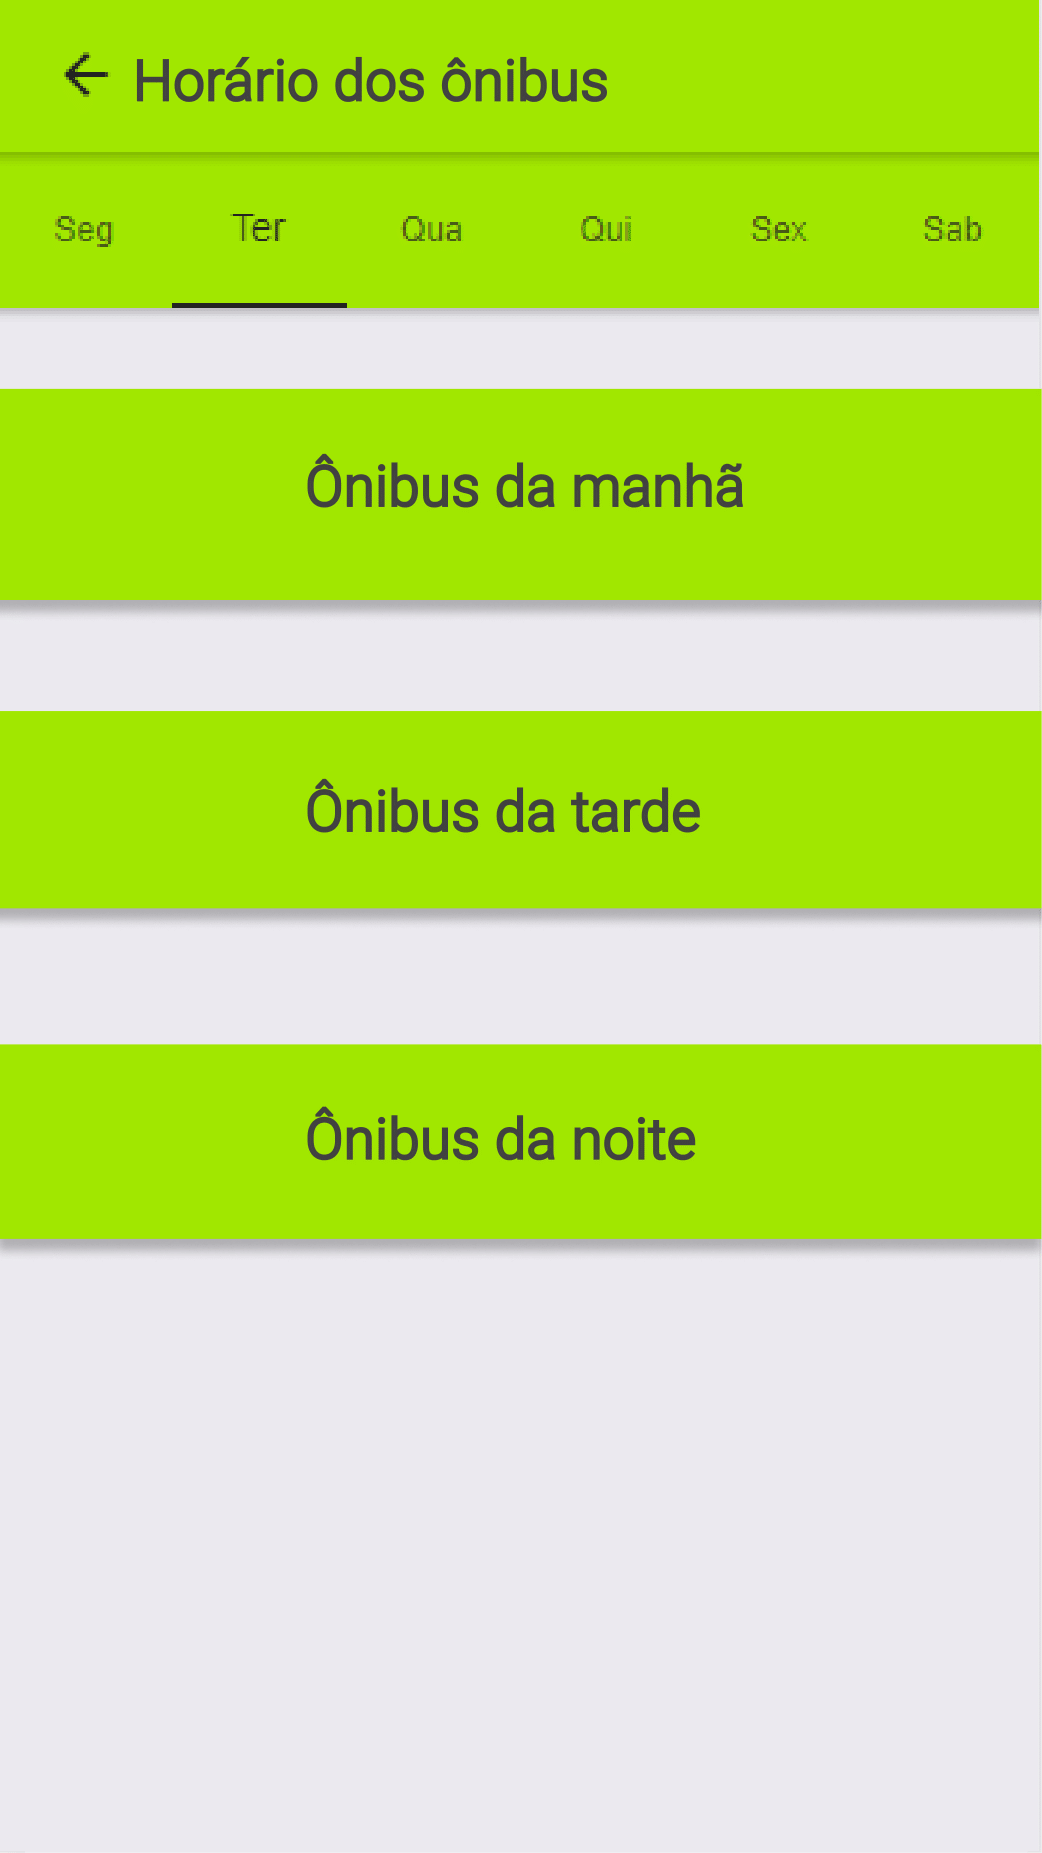 Horário dos ônibus
Seg Ter Qua Qui Sex Sab
Ônibus da manhã
Ônibus da tarde
Ônibus da noite